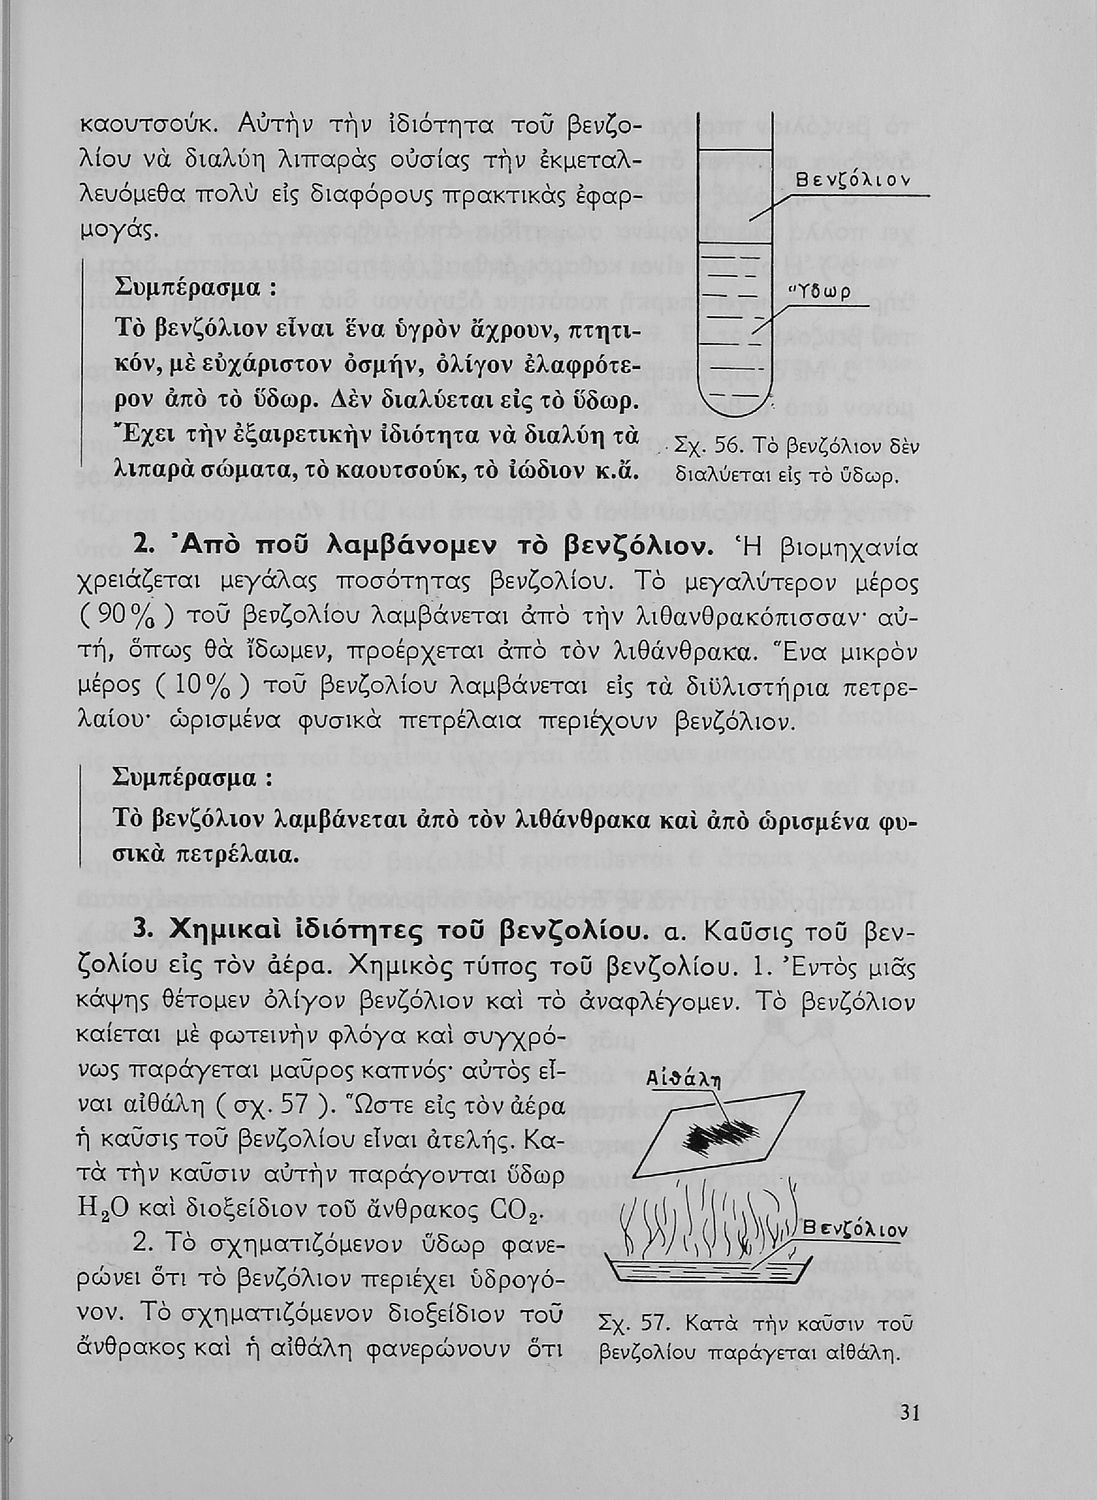 καουτσούκ. Αὐτὴν τὴν ἰδιότητα τοῦ βενζο-
λίου νὰ διαλύη λιπαρὰς οὐσίας τὴν ἐκμεταλ-
λευόμεθα πολὺ εἰς διαφόρους πρακτικὰς ἐφαρ-
μογάς.
Συμπέρασμα :
Τὸ βενζόλιον εἶναι ἕνα ὑγρὸν ἄχρουν, πτητι-
κόν, μὲ εὐχάριστον ὀσμήν, ὀλίγον ἐλαφρότε-
ρον ἀπὸ τὸ ὕδωρ. Δὲν διαλύεται εἰς τὸ ὕδωρ.
Ἔχει τὴν ἐξαιρετικὴν ἰδιότητα νὰ διαλύη τὰ
λιπαρὰ σώματα, τὸ καουτσούκ, τὸ ἰώδιον κ.ἄ.
Βενζόλιον
Ὕδωρ
Σχ. 56. Τὸ βενζόλιον δὲν
διαλύεται εἰς τὸ ὕδωρ.
2. Ἀπὸ ποῦ λαμβάνομεν τὸ βενζόλιον. Ἡ βιομηχανία
χρειάζεται μεγάλας ποσότητας βενζολίου. Τὸ μεγαλύτερον μέρος
( 90% ) τοῦ βενζολίου λαμβάνεται ἀπὸ τὴν λιθανθρακόπισσαν· αὐ-
τή, ὅπως θὰ ἴδωμεν, προέρχεται ἀπὸ τὸν λιθάνθρακα. Ἕνα μικρὸν
μέρος ( 10% ) τοῦ βενζολίου λαμβάνεται εἰς τὰ διϋλιστήρια πετρε-
λαίου· ὡρισμένα φυσικὰ πετρέλαια περιέχουν βενζόλιον.
Συμπέρασμα :
Τὸ βενζόλιον λαμβάνεται ἀπὸ τὸν λιθάνθρακα καὶ ἀπὸ ὡρισμένα φυ-
σικὰ πετρέλαια.
3. Χημικαὶ ἰδιότητες τοῦ βενζολίου. α. Καῦσις τοῦ βεν-
ζολίου εἰς τὸν ἀέρα. Χημικὸς τύπος τοῦ βενζολίου. 1. Ἐντὸς μιᾶς
κάψης θέτομεν ὀλίγον βενζόλιον καὶ τὸ ἀναφλέγομεν. Τὸ βενζόλιον
καίεται μὲ φωτεινὴν φλόγα καὶ συγχρό-
νως παράγεται μαῦρος καπνός· αὐτὸς εἶ-
ναι αἰθάλη ( σχ. 57 ). Ὥστε εἰς τὸν ἀέρα
ἡ καῦσις τοῦ βενζολίου εἶναι ἀτελής. Κα-
τὰ τὴν καῦσιν αὐτὴν παράγονται ὕδωρ
H₂O καὶ διοξείδιον τοῦ ἄνθρακος CO₂.
2. Τὸ σχηματιζόμενον ὕδωρ φανε-
ρώνει ὅτι τὸ βενζόλιον περιέχει ὑδρογό-
νον. Τὸ σχηματιζόμενον διοξείδιον τοῦ
ἄνθρακος καὶ ἡ αἰθάλη φανερώνουν ὅτι
Αἰθάλη
Βενζόλιον
Σχ. 57. Κατὰ τὴν καῦσιν τοῦ
βενζολίου παράγεται αἰθάλη.
31